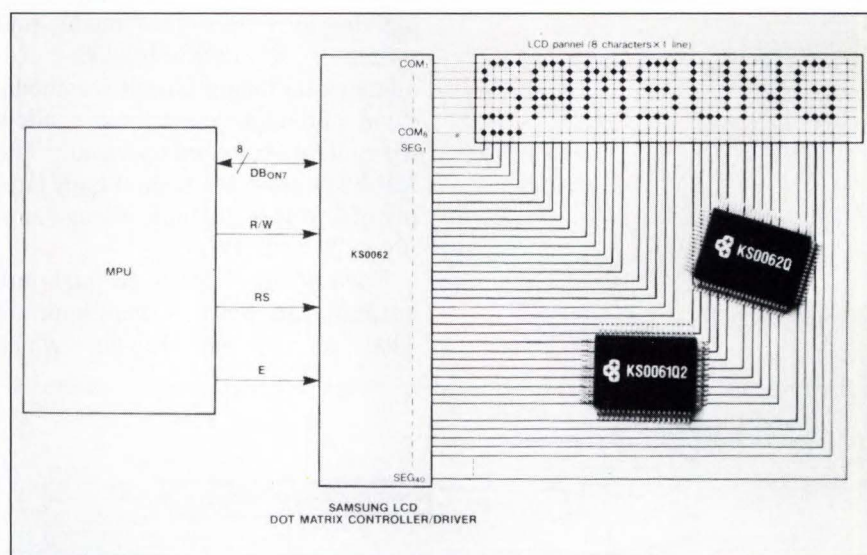 LCD pannel (8 characters×1 line)
COM₁
SAMSUNG
COM₈
SEG₁
8
DB₀ₙ₇
R/W
KS0062
MPU
RS
E
KS0062Q
KS0061Q2
SEG₄₀
SAMSUNG LCD
DOT MATRIX CONTROLLER/DRIVER